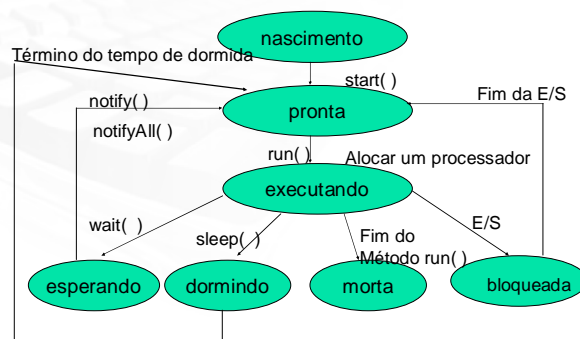 nascimento
Término do tempo de dormida
start( )
notify( )
Fim da E/S
pronta
notifyAll( )
run()
Alocar um processador
executando
wait( )
E/S
sleep( )
Fim do
Método run( )
esperando
dormindo
morta
bloqueada